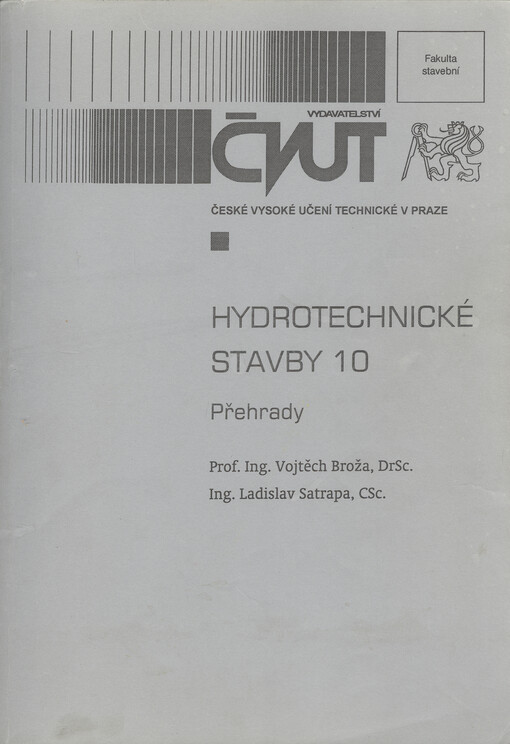 Fakulta
stavební
VYDAVATELSTVÍ
ČVUT
ČESKÉ VYSOKÉ UČENÍ TECHNICKÉ V PRAZE
HYDROTECHNICKÉ
STAVBY 10
Přehrady
Prof. Ing. Vojtěch Broža, DrSc.
Ing. Ladislav Satrapa, CSc.